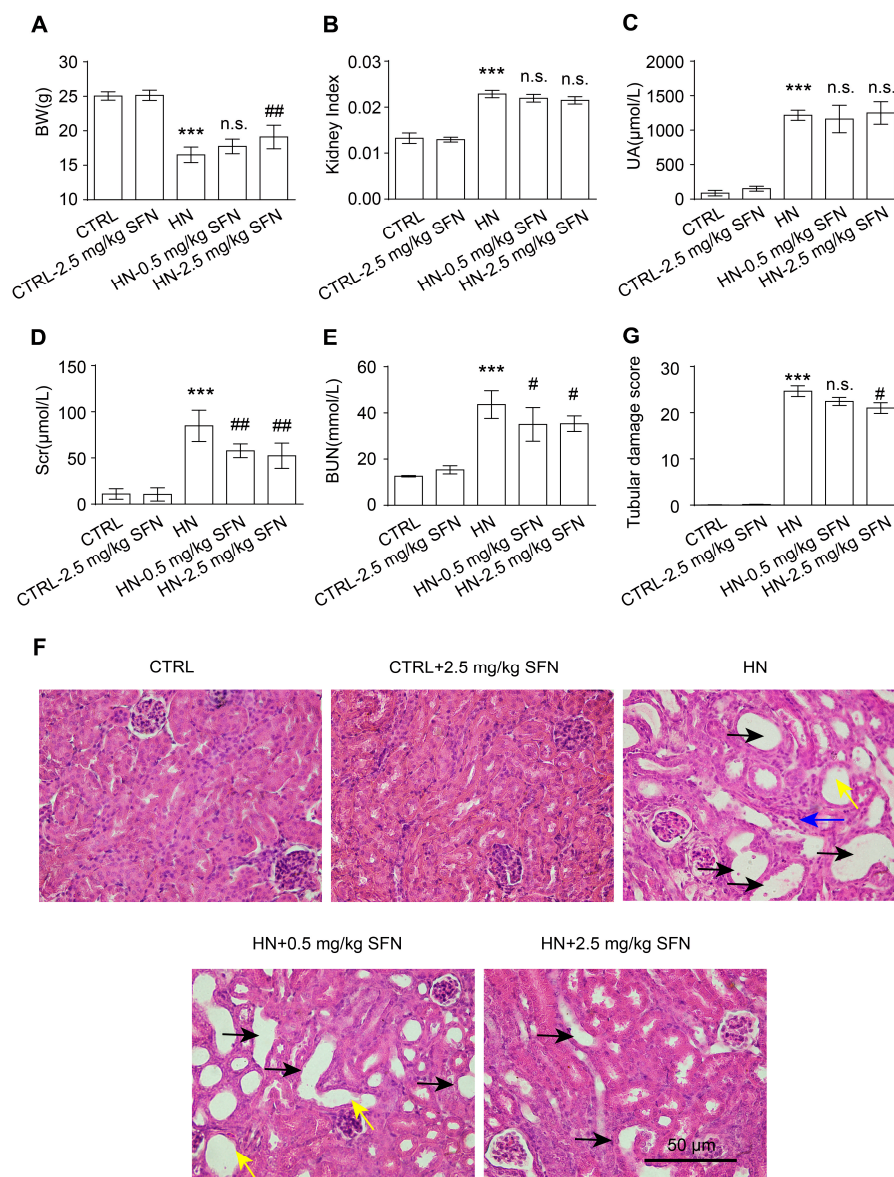 A
BW(g)
30
25
20
15
10
***
n.s.
##
CTRL
CTRL-2.5 mg/kg SFN
HN
HN-0.5 mg/kg SFN
HN-2.5 mg/kg SFN
B
Kidney Index
0.03
0.02
0.01
0.00
***
n.s.
n.s.
CTRL
CTRL-2.5 mg/kg SFN
HN
HN-0.5 mg/kg SFN
HN-2.5 mg/kg SFN
C
UA(μmol/L)
2000
1500
1000
500
0
***
n.s.
n.s.
CTRL
CTRL-2.5 mg/kg SFN
HN
HN-0.5 mg/kg SFN
HN-2.5 mg/kg SFN
D
Scr(μmol/L)
150
100
50
0
***
##
##
CTRL
CTRL-2.5 mg/kg SFN
HN
HN-0.5 mg/kg SFN
HN-2.5 mg/kg SFN
E
BUN(mmol/L)
60
40
20
0
***
#
#
CTRL
CTRL-2.5 mg/kg SFN
HN
HN-0.5 mg/kg SFN
HN-2.5 mg/kg SFN
G
Tubular damage score
30
20
10
0
***
n.s.
#
CTRL
CTRL-2.5 mg/kg SFN
HN
HN-0.5 mg/kg SFN
HN-2.5 mg/kg SFN
F
CTRL
CTRL+2.5 mg/kg SFN
HN
HN+0.5 mg/kg SFN
HN+2.5 mg/kg SFN
50 μm